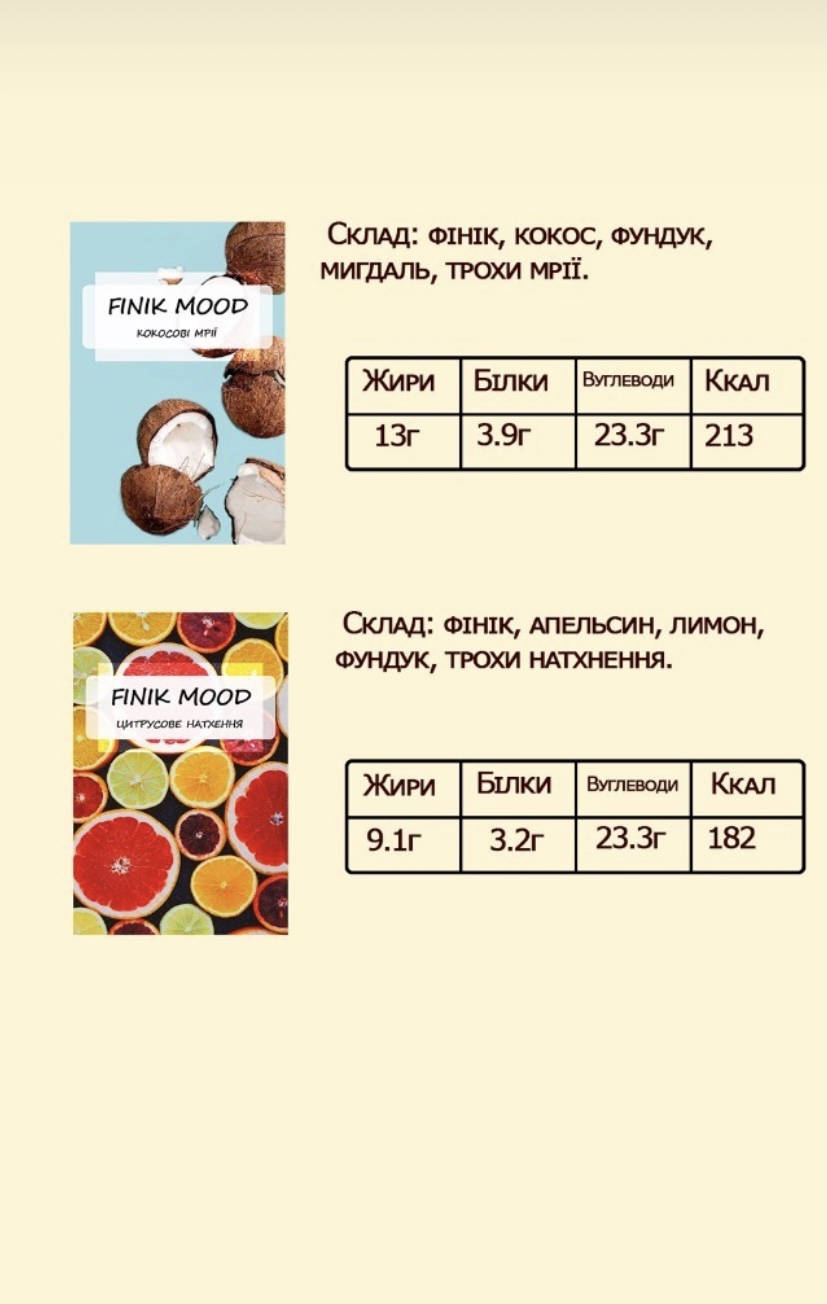 Склад: фінік, кокос, фундук,
мигдаль, трохи мрії.
FINIK MOOD
кокосові мрії
Жири Білки Вуглеводи Ккал
13г 3.9г 23.3г 213
Склад: фінік, апельсин, лимон,
фундук, трохи натхнення.
FINIK MOOD
цитрусове натхення
Жири Білки Вуглеводи Ккал
9.1г 3.2г 23.3г 182